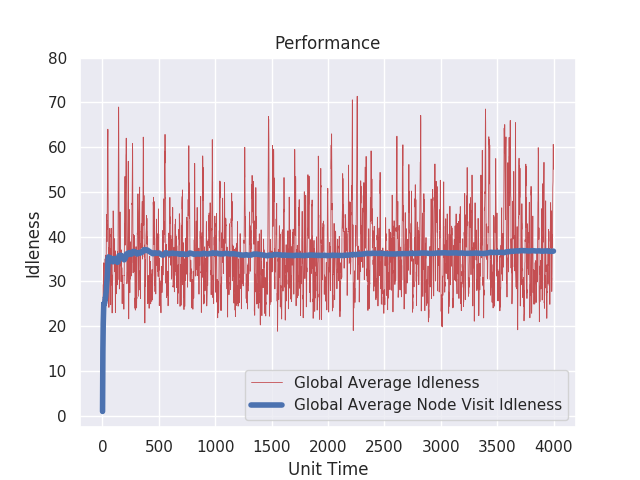 Performance
80
70
60
50
40
30
20
10
0
Idleness
Global Average Idleness
Global Average Node Visit Idleness
0 500 1000 1500 2000 2500 3000 3500 4000
Unit Time